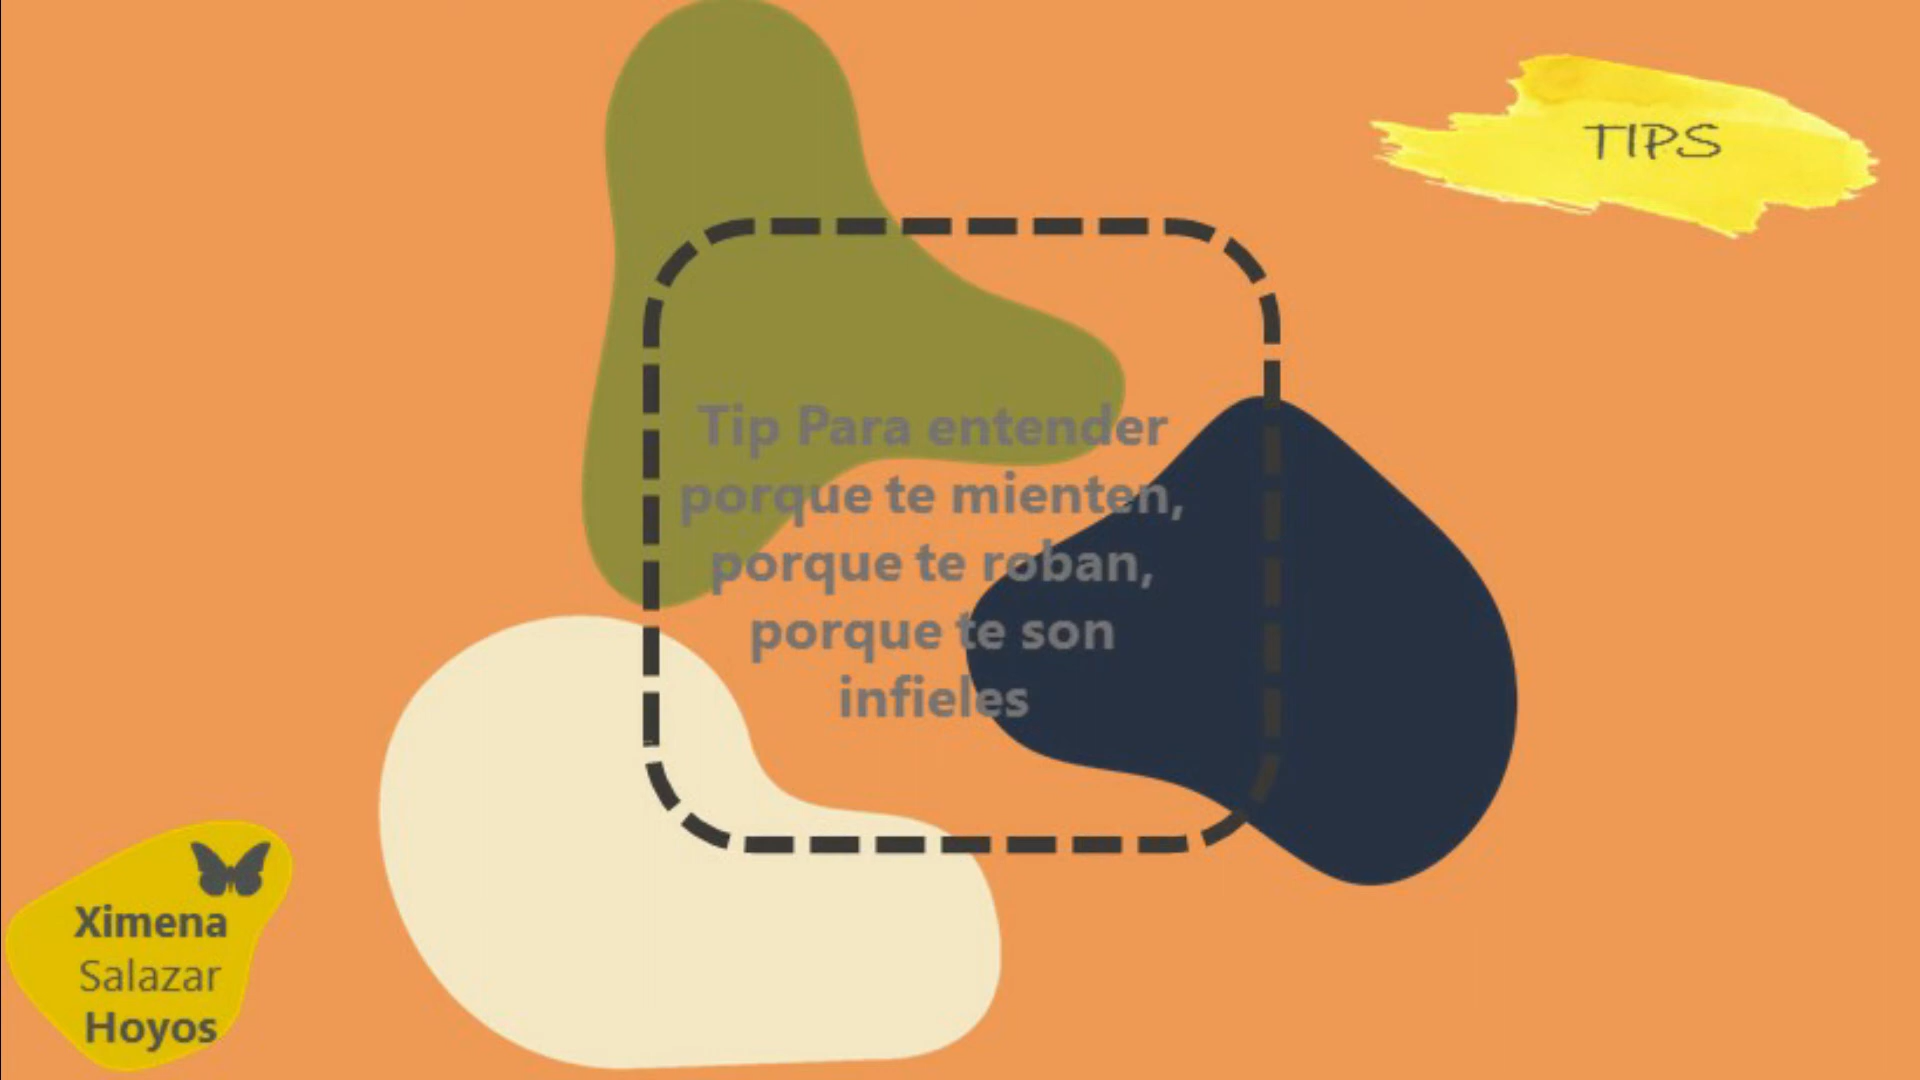 TIPS
Tip Para entender
porque te mienten,
porque te roban,
porque te son
infieles
Ximena
Salazar
Hoyos